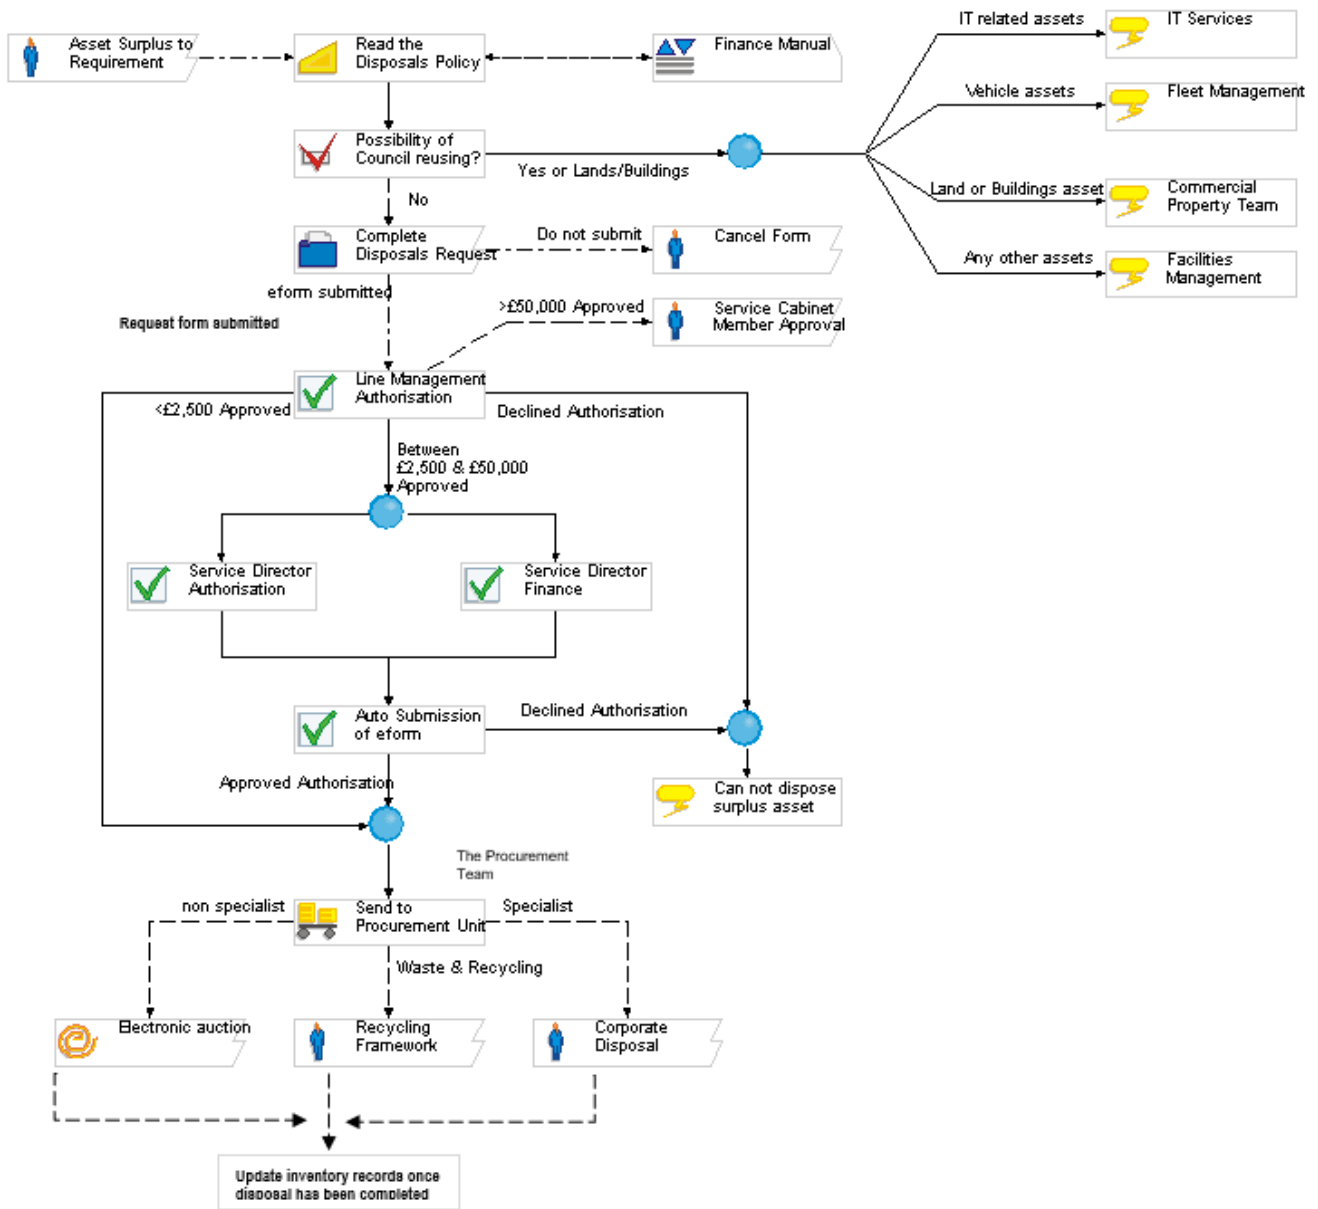 Asset Surplus to
Requirement
Read the
Disposals Policy
Finance Manual
IT related assets
IT Services
Vehicle assets
Fleet Management
Possibility of
Council reusing?
Yes or Lands/Buildings
Land or Buildings asset
Commercial
Property Team
No
Complete
Disposals Request
Do not submit
Cancel Form
Any other assets
Facilities
Management
eform submitted
Request form submitted
>£50,000 Approved
Service Cabinet
Member Approval
Line Management
Authorisation
<£2,500 Approved
Declined Authorisation
Between
£2,500 & £50,000
Approved
Service Director
Authorisation
Service Director
Finance
Auto Submission
of eform
Declined Authorisation
Approved Authorisation
Can not dispose
surplus asset
The Procurement
Team
non specialist
Send to
Procurement Unit
Specialist
Waste & Recycling
Electronic auction
Recycling
Framework
Corporate
Disposal
Update inventory records once
disposal has been completed